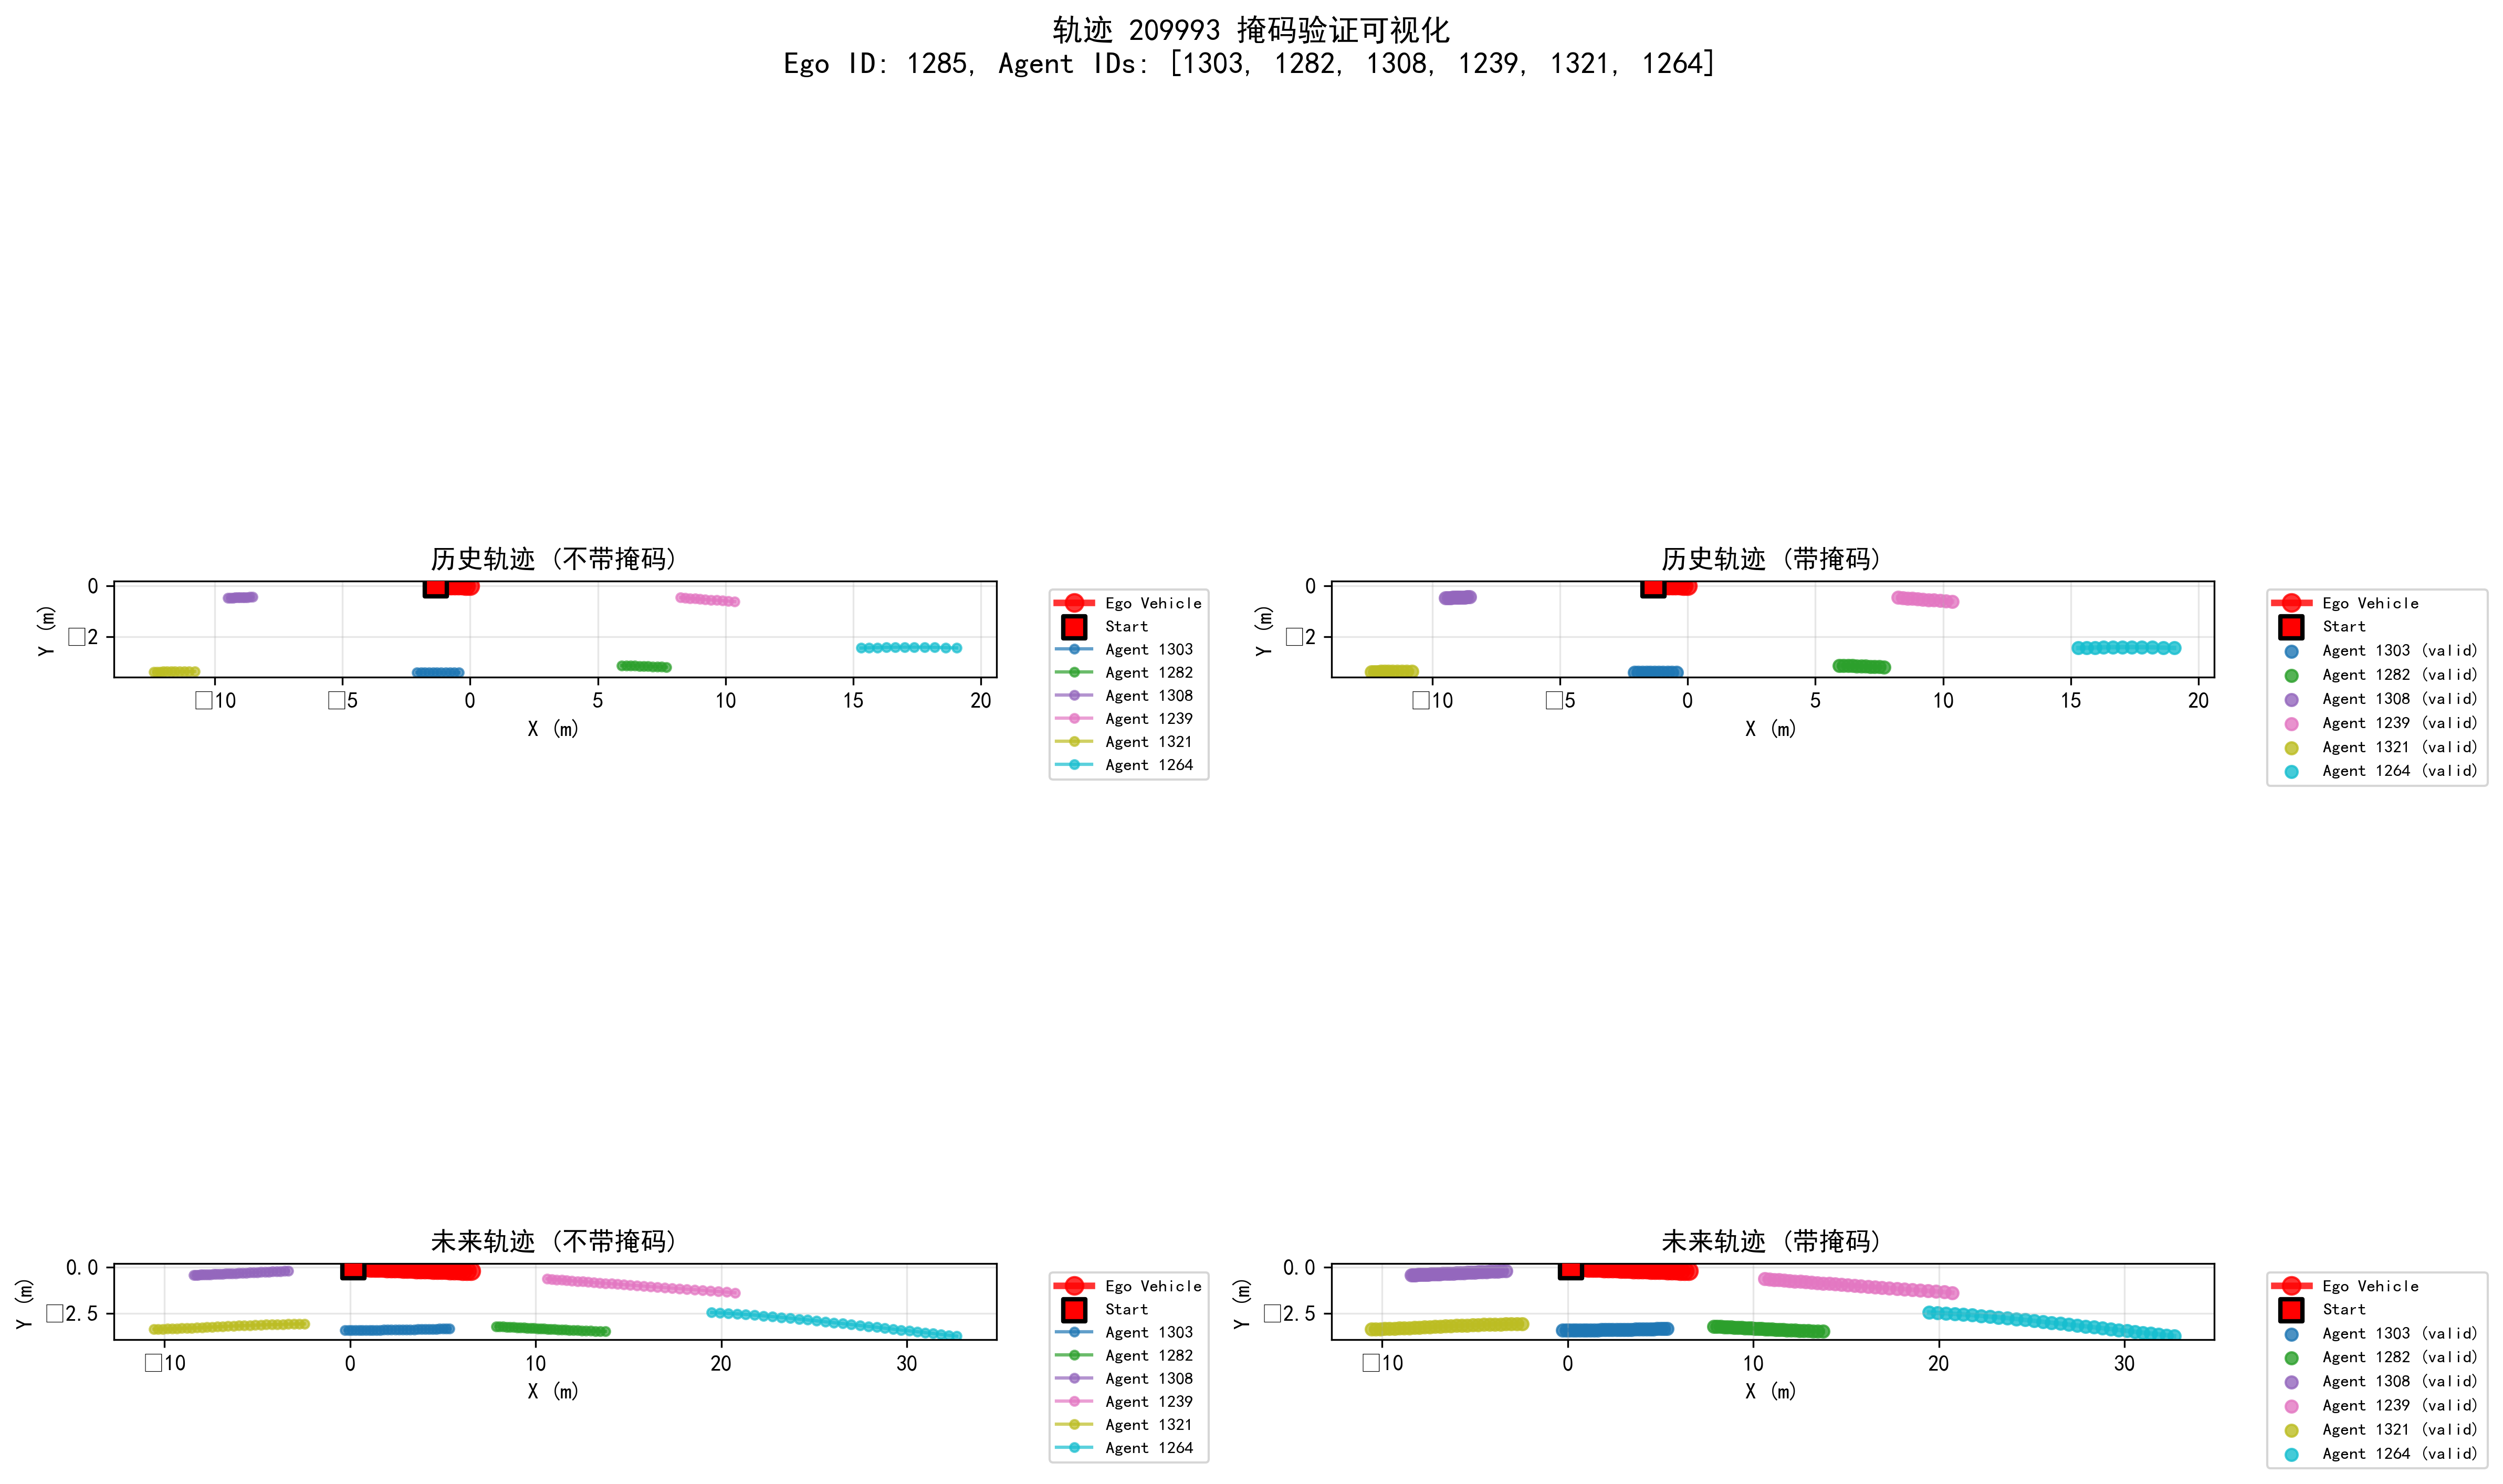 轨迹 209993 掩码验证可视化
Ego ID: 1285, Agent IDs: [1303, 1282, 1308, 1239, 1321, 1264]
历史轨迹 (不带掩码)
0
□2
Y (m)
□10 □5 0 5 10 15 20
X (m)
Ego Vehicle
Start
Agent 1303
Agent 1282
Agent 1308
Agent 1239
Agent 1321
Agent 1264
历史轨迹 (带掩码)
0
□2
Y (m)
□10 □5 0 5 10 15 20
X (m)
Ego Vehicle
Start
Agent 1303 (valid)
Agent 1282 (valid)
Agent 1308 (valid)
Agent 1239 (valid)
Agent 1321 (valid)
Agent 1264 (valid)
未来轨迹 (不带掩码)
0.0
□2.5
Y (m)
□10 0 10 20 30
X (m)
Ego Vehicle
Start
Agent 1303
Agent 1282
Agent 1308
Agent 1239
Agent 1321
Agent 1264
未来轨迹 (带掩码)
0.0
□2.5
Y (m)
□10 0 10 20 30
X (m)
Ego Vehicle
Start
Agent 1303 (valid)
Agent 1282 (valid)
Agent 1308 (valid)
Agent 1239 (valid)
Agent 1321 (valid)
Agent 1264 (valid)